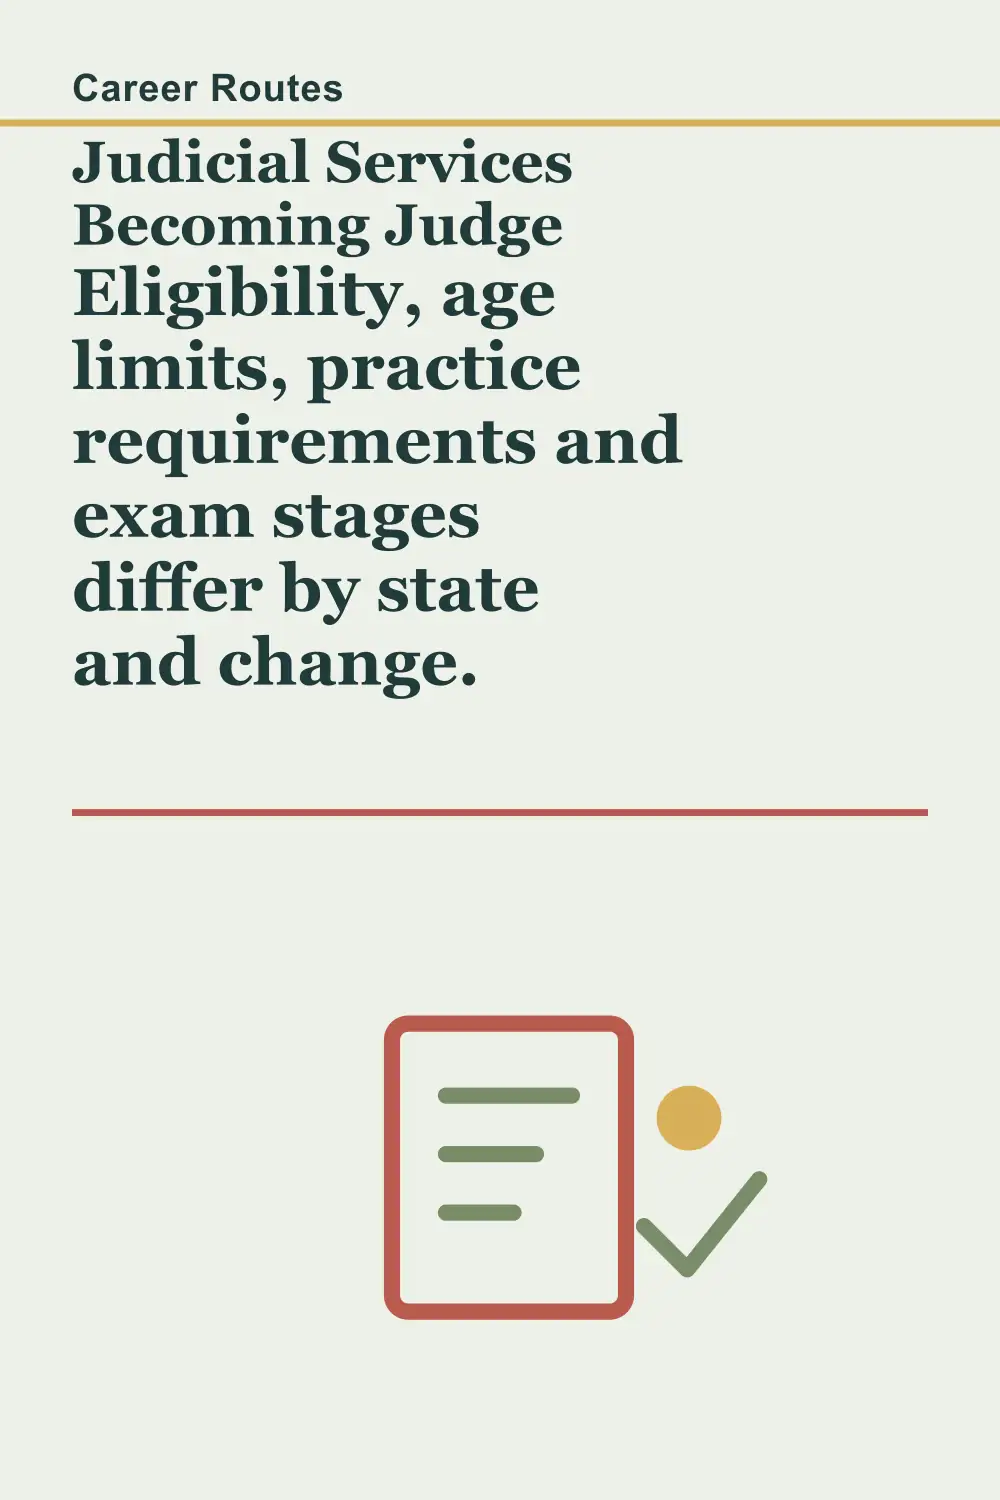 Career Routes
Judicial Services
Becoming Judge
Eligibility, age
limits, practice
requirements and
exam stages
differ by state
and change.